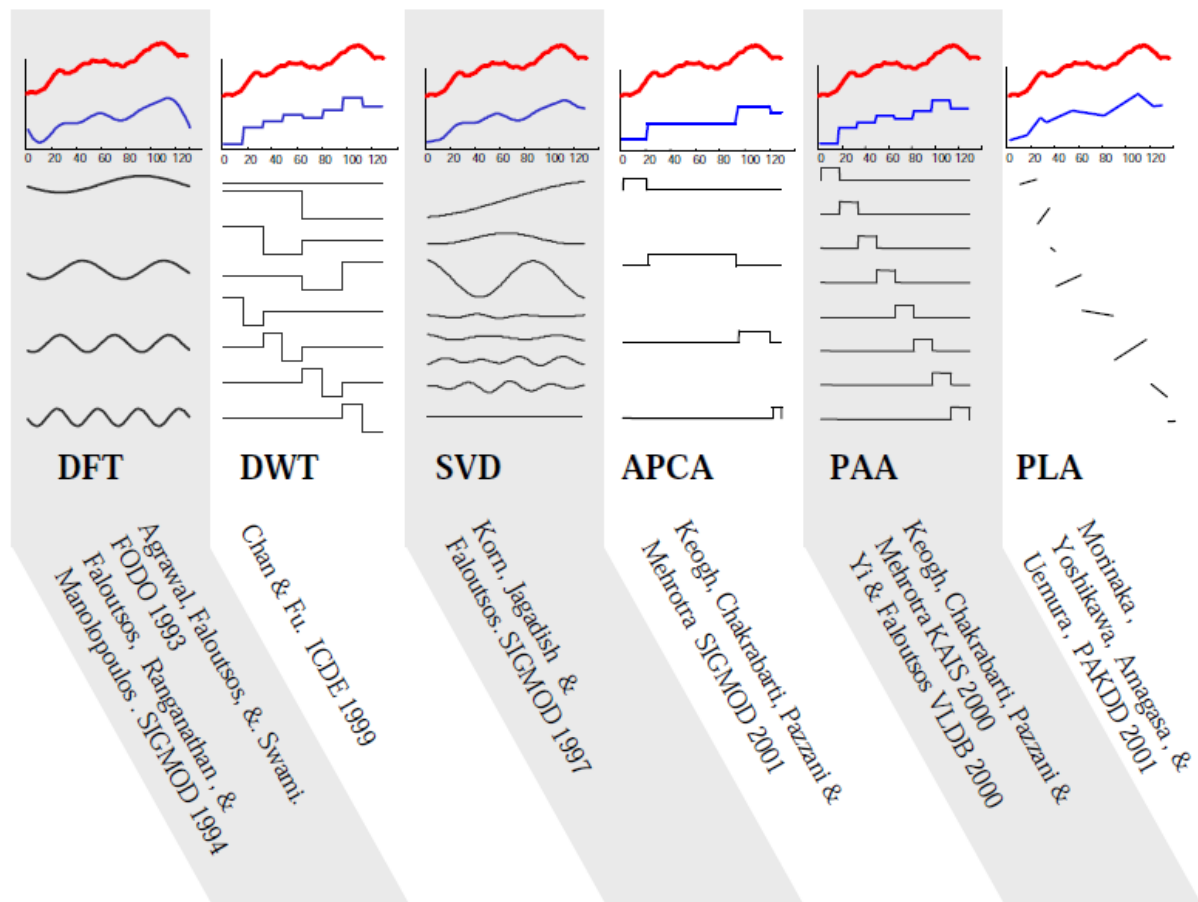 0 20 40 60 80 100 120
0 20 40 60 80 100 120
0 20 40 60 80 100 120
0 20 40 60 80 100 120
0 20 40 60 80 100 120
0 20 40 60 80 100 120
DFT
DWT
SVD
APCA
PAA
PLA
Agrawal, Faloutsos, &. Swami.
FODO 1993
Faloutsos, Ranganathan, &
Manolopoulos. SIGMOD 1994
Chan & Fu. ICDE 1999
Korn, Jagadish &
Faloutsos. SIGMOD 1997
Keogh, Chakrabarti, Pazzani &
Mehrotra SIGMOD 2001
Keogh, Chakrabarti, Pazzani &
Mehrotra KAIS 2000
Yi & Faloutsos VLDB 2000
Morinaka,
Yoshikawa, Amagasa, &
Uemura, PAKDD 2001